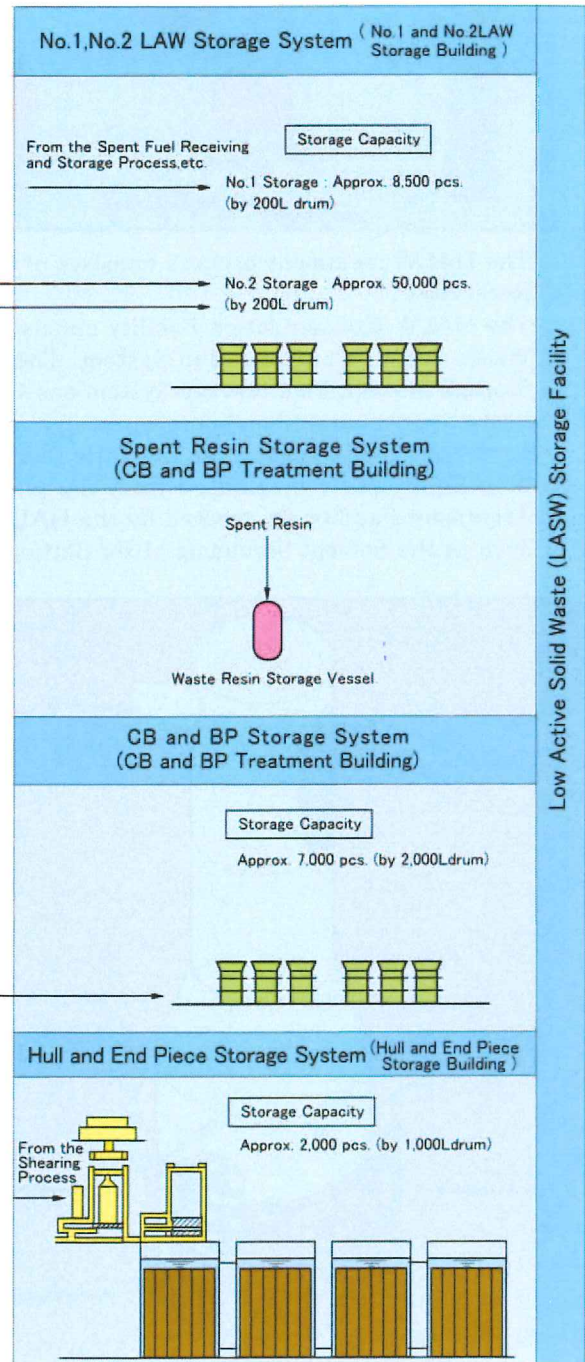 No.1,No.2 LAW Storage System ( No.1 and No.2LAW
Storage Building )
From the Spent Fuel Receiving
and Storage Process,etc.
Storage Capacity
No.1 Storage : Approx. 8,500 pcs.
(by 200L drum)
No.2 Storage : Approx. 50,000 pcs.
(by 200L drum)
Spent Resin Storage System
(CB and BP Treatment Building)
Spent Resin
Waste Resin Storage Vessel
CB and BP Storage System
(CB and BP Treatment Building)
Storage Capacity
Approx. 7,000 pcs. (by 2,000Ldrum)
Hull and End Piece Storage System (Hull and End Piece
Storage Building )
Storage Capacity
Approx. 2,000 pcs. (by 1,000Ldrum)
From the
Shearing
Process
Low Active Solid Waste (LASW) Storage Facility